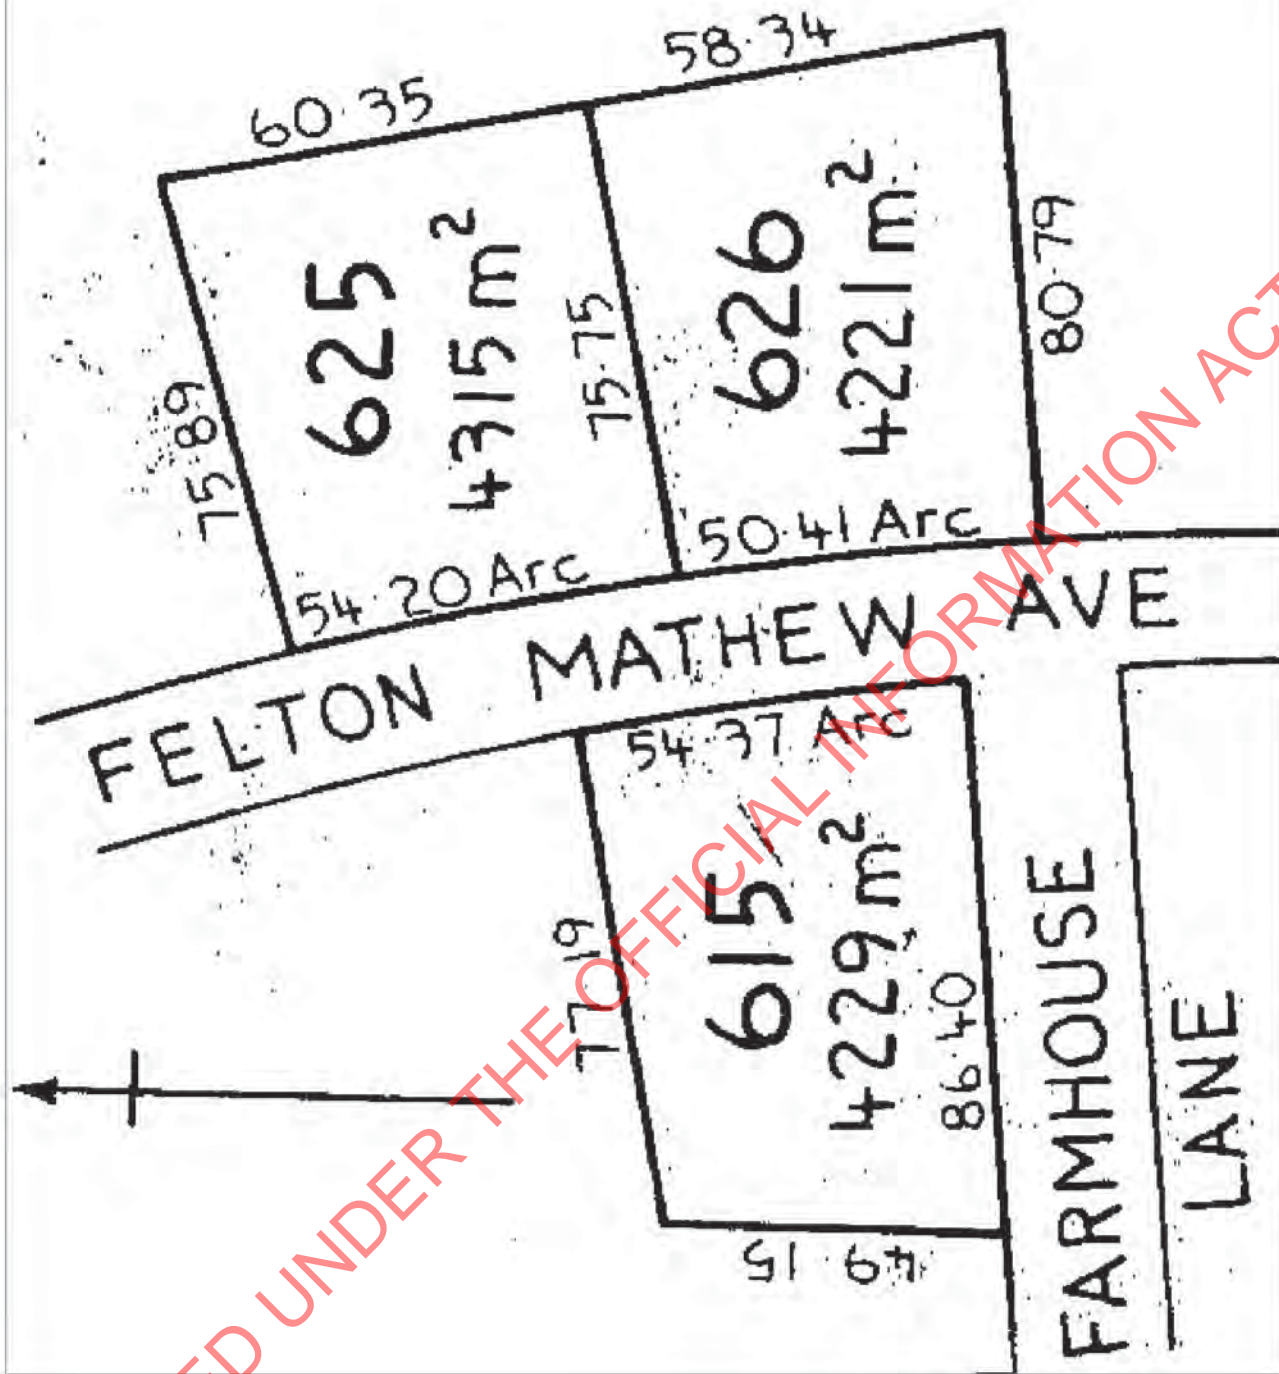 60·35
58·34
625
4315 m²
75·89
75·75
626
4221 m²
80·79
54·20 Arc
50·41 Arc
FELTON MATHEW AVE
54·37 Arc
615
4229 m²
77·19
86·40
49·15
FARMHOUSE
LANE
ED UNDER THE OFFICIAL INFORMATION ACT